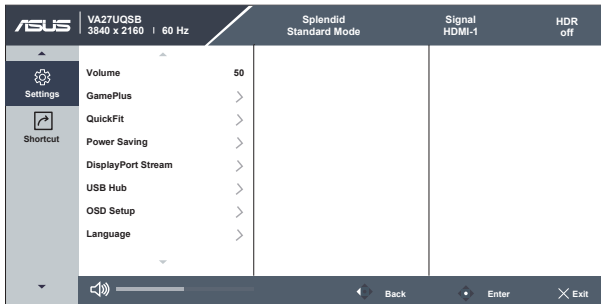 ASUS
VA27UQSB
3840 x 2160 | 60 Hz
Splendid
Standard Mode
Signal
HDMI-1
HDR
off
Settings
Shortcut
Volume 50
GamePlus
QuickFit
Power Saving
DisplayPort Stream
USB Hub
OSD Setup
Language
Back
Enter
Exit